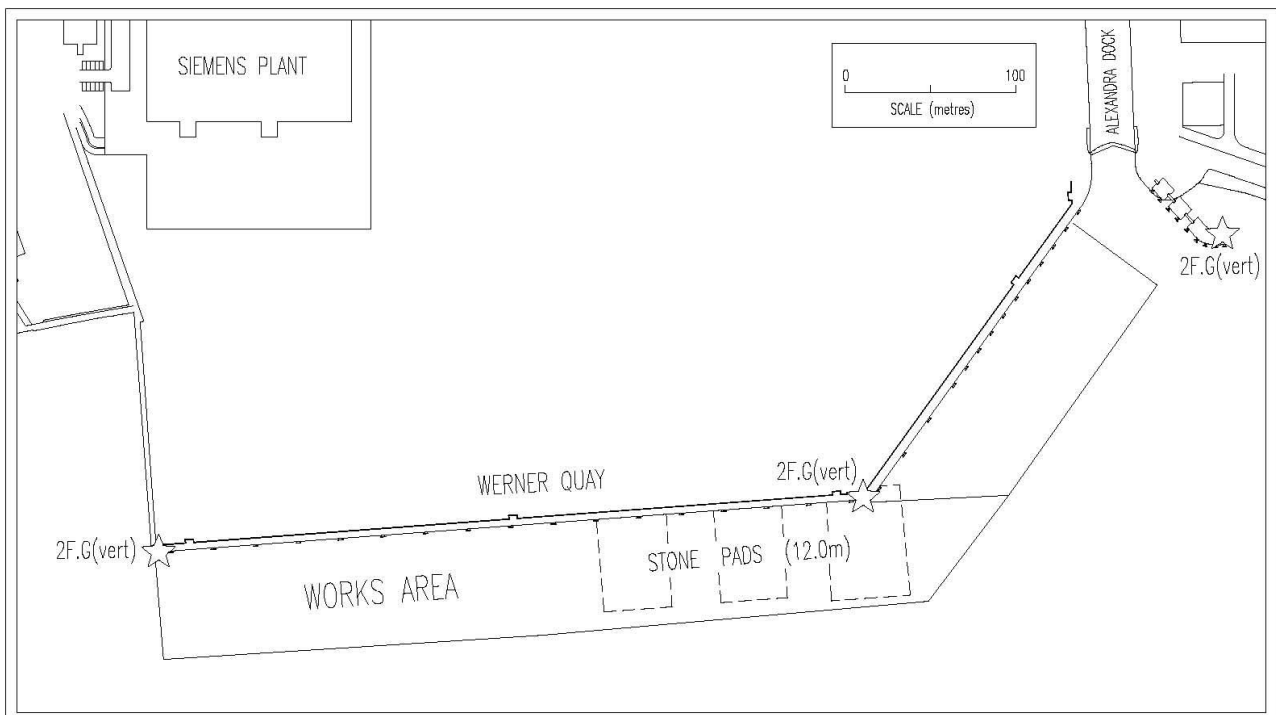 SIEMENS PLANT
0 100
SCALE (metres)
ALEXANDRA DOCK
2F.G(vert)
2F.G(vert)
WERNER QUAY
2F.G(vert)
STONE PADS (12.0m)
WORKS AREA